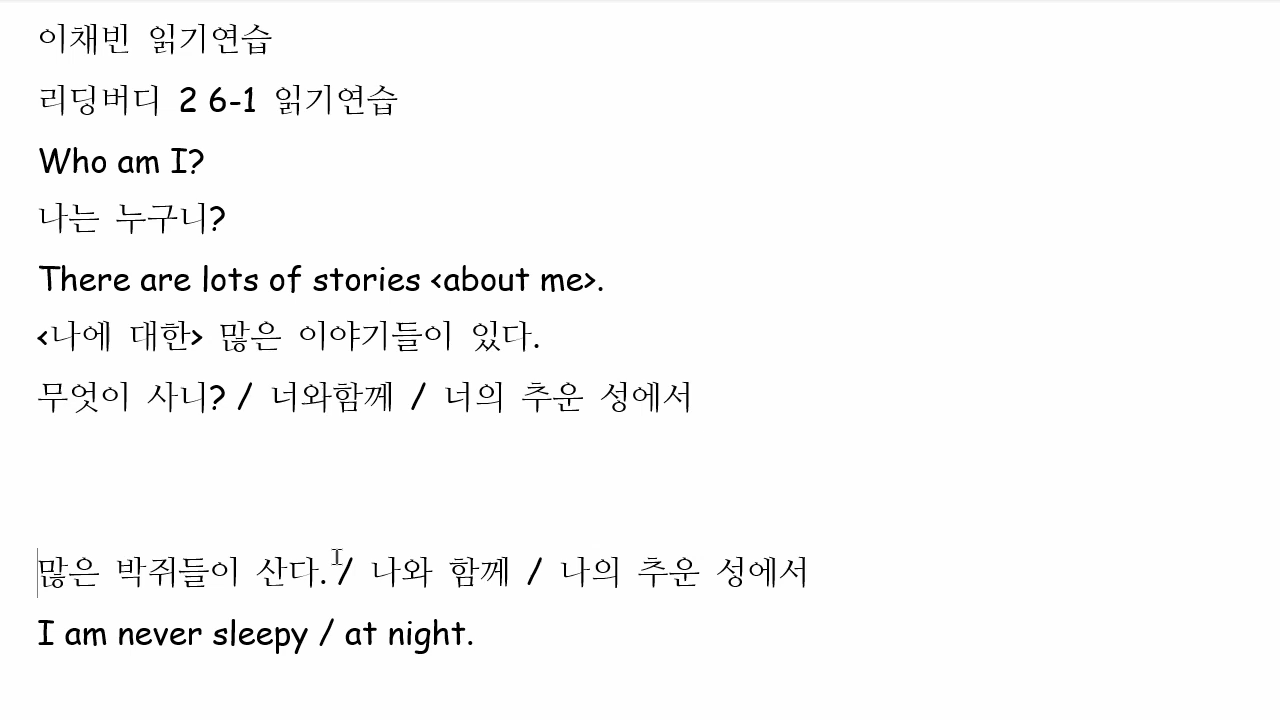 이채빈 읽기연습
리딩버디 2 6-1 읽기연습
Who am I?
나는 누구니?
There are lots of stories <about me>.
<나에 대한> 많은 이야기들이 있다.
무엇이 사니? / 너와함께 / 너의 추운 성에서
많은 박쥐들이 산다. / 나와 함께 / 나의 추운 성에서
I am never sleepy / at night.